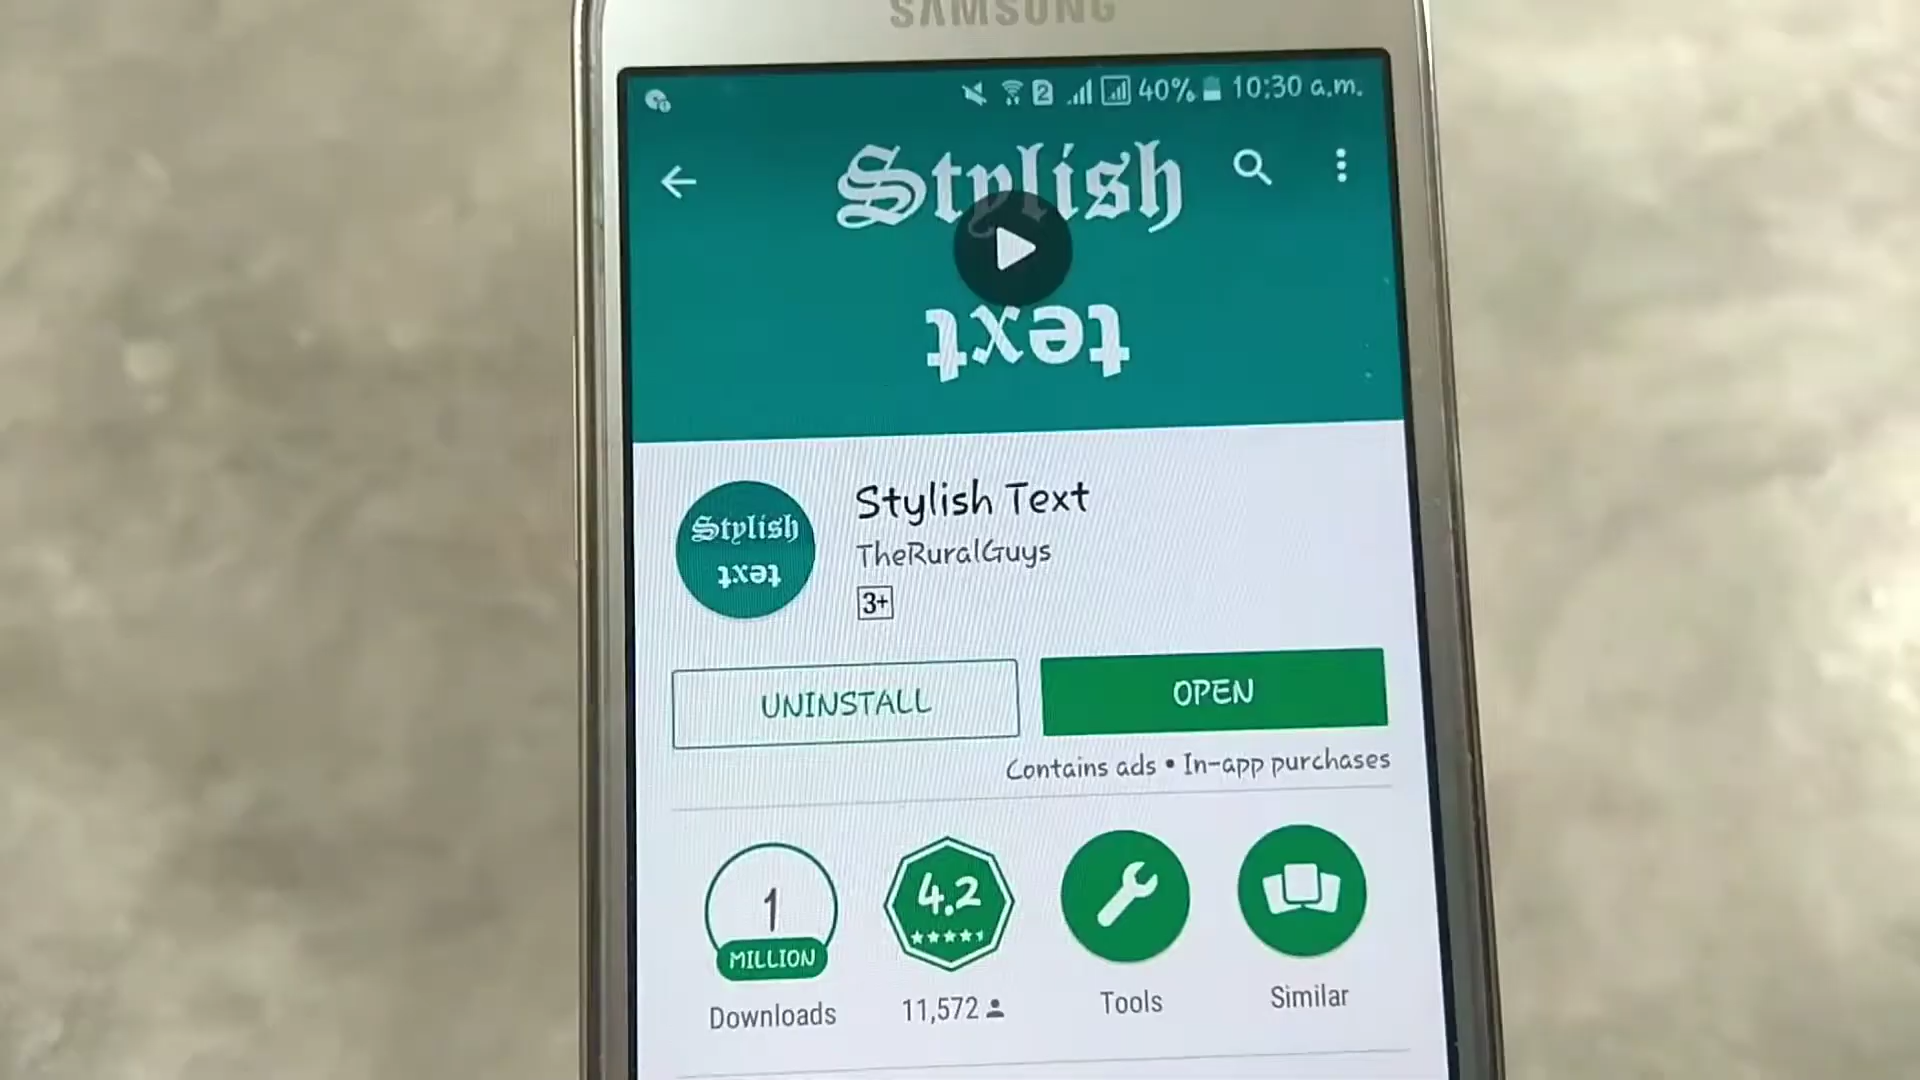 SAMSUNG
2 40% 10:30 a.m.
Stylish
text
Stylish
text
Stylish Text
TheRuralGuys
3+
UNINSTALL
OPEN
Contains ads • In-app purchases
1
MILLION
Downloads
4.2
11,572
Tools
Similar